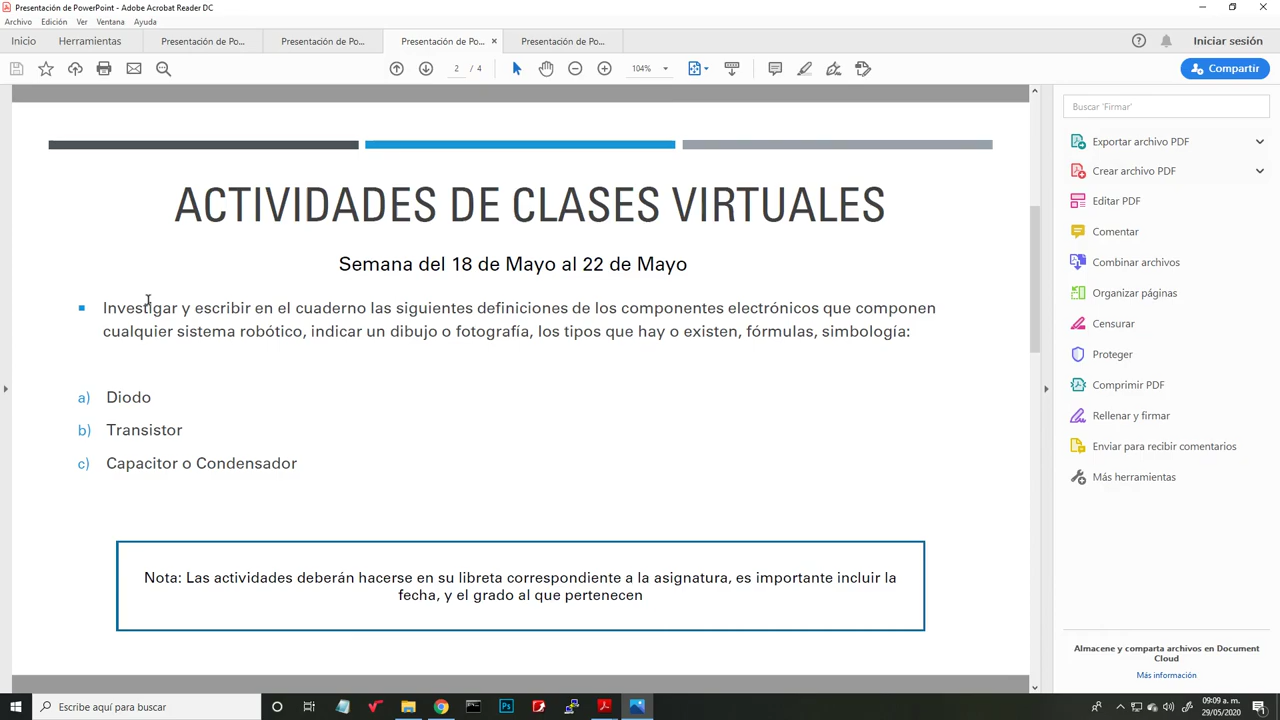 Presentación de PowerPoint - Adobe Acrobat Reader DC
Archivo Edición Ver Ventana Ayuda
Inicio Herramientas Presentación de Po... Presentación de Po... Presentación de Po... × Presentación de Po... Iniciar sesión
2 / 4 104% Compartir
Buscar 'Firmar'
Exportar archivo PDF
Crear archivo PDF
Editar PDF
Comentar
Combinar archivos
Organizar páginas
Censurar
Proteger
Comprimir PDF
Rellenar y firmar
Enviar para recibir comentarios
Más herramientas
Almacene y comparta archivos en Document
Cloud
Más información
ACTIVIDADES DE CLASES VIRTUALES
Semana del 18 de Mayo al 22 de Mayo
Investigar y escribir en el cuaderno las siguientes definiciones de los componentes electrónicos que componen
cualquier sistema robótico, indicar un dibujo o fotografía, los tipos que hay o existen, fórmulas, simbología:
a) Diodo
b) Transistor
c) Capacitor o Condensador
Nota: Las actividades deberán hacerse en su libreta correspondiente a la asignatura, es importante incluir la
fecha, y el grado al que pertenecen
Escribe aquí para buscar
09:09 a. m.
29/05/2020